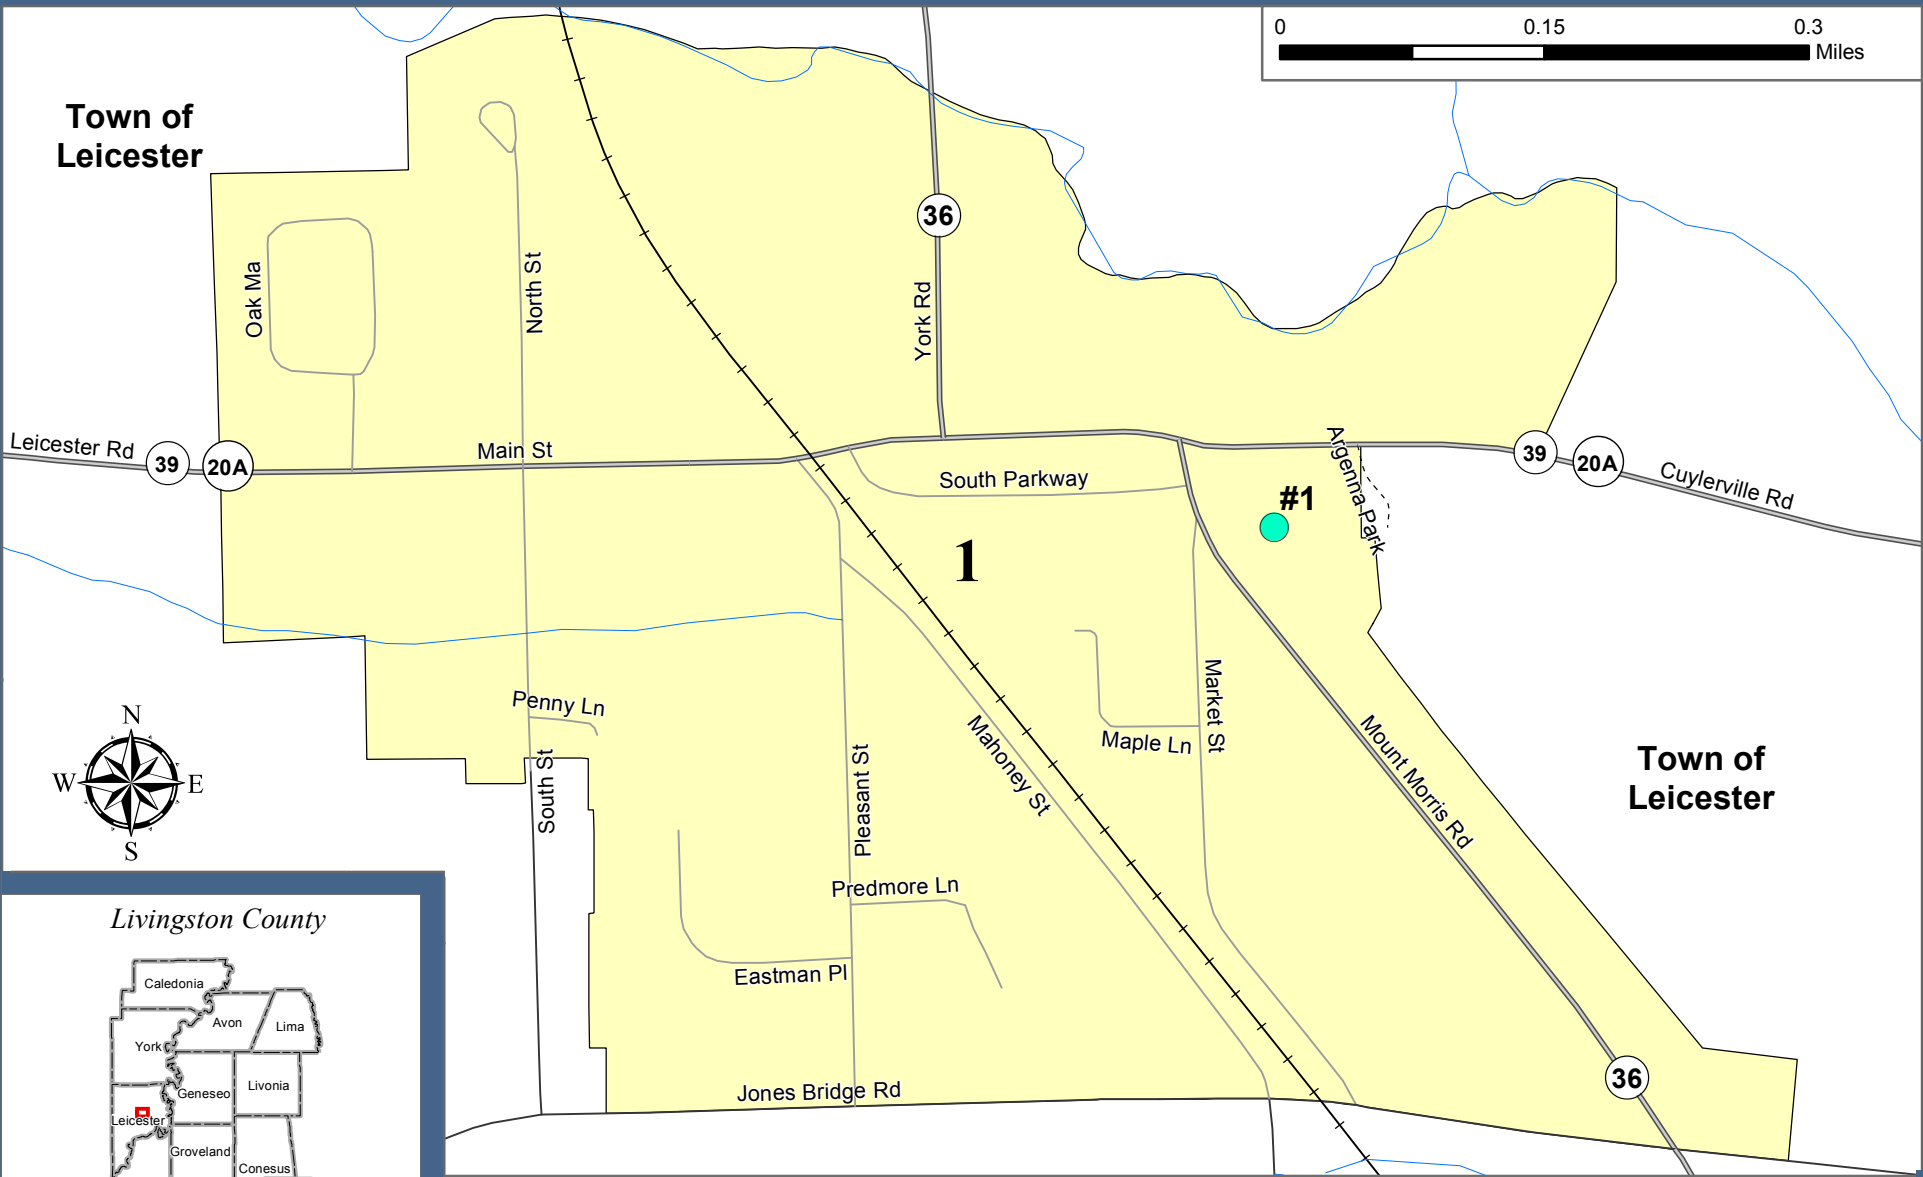 0 0.15 0.3
Miles
Town of
Leicester
36
Oak Ma
North St
York Rd
Leicester Rd
39
20A
Main St
South Parkway
Argenna Park
#1
39
20A
Cuylerville Rd
1
Penny Ln
South St
Pleasant St
Mahoney St
Maple Ln
Market St
Mount Morris Rd
Town of
Leicester
N
W
E
S
Predmore Ln
Eastman Pl
Jones Bridge Rd
36
Livingston County
Caledonia
Avon
Lima
York
Geneseo
Livonia
Leicester
Groveland
Conesus